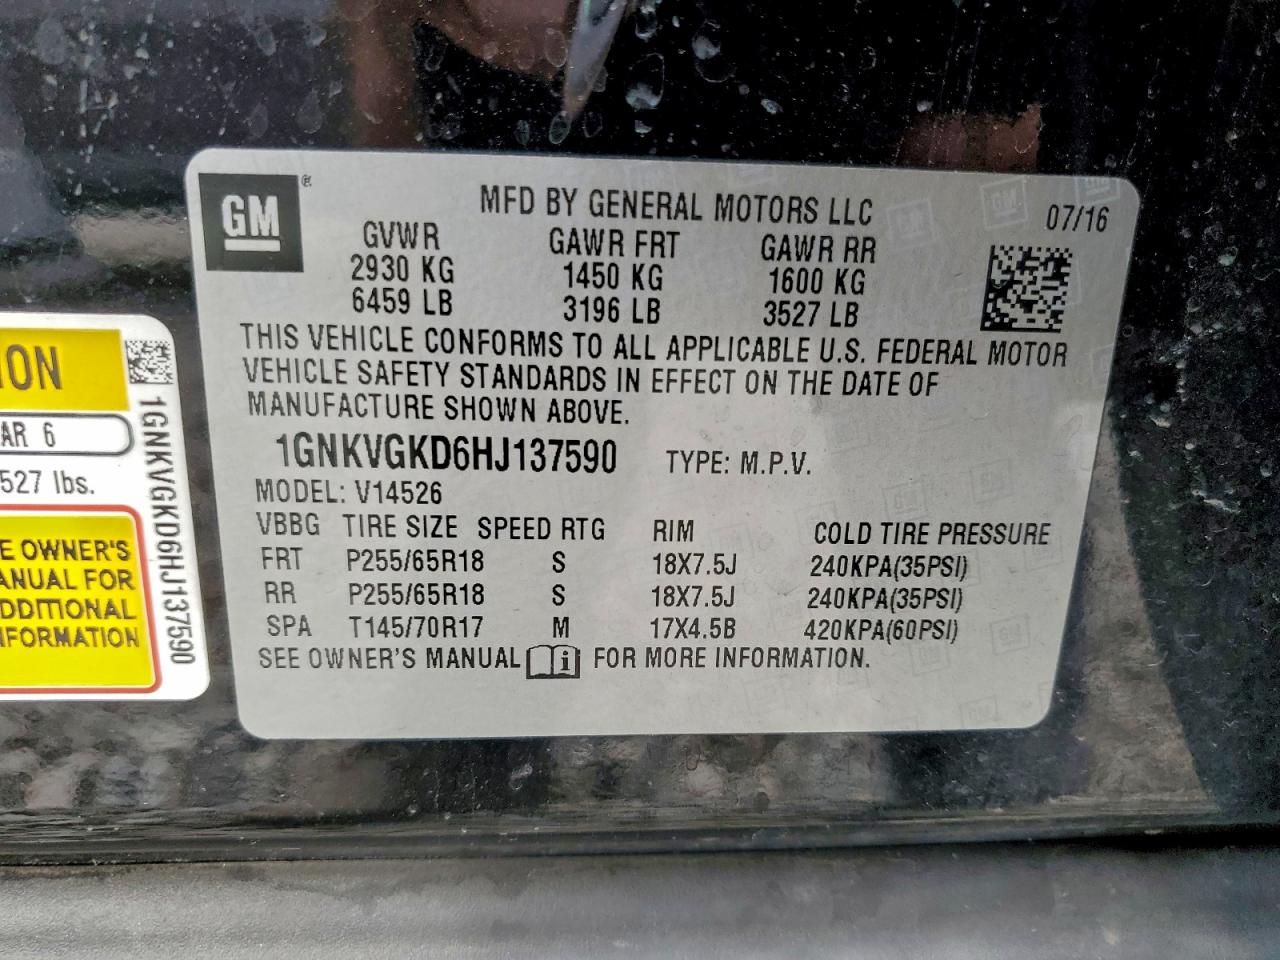 GM ®
MFD BY GENERAL MOTORS LLC
07/16
GVWR GAWR FRT GAWR RR
2930 KG 1450 KG 1600 KG
6459 LB 3196 LB 3527 LB
THIS VEHICLE CONFORMS TO ALL APPLICABLE U.S. FEDERAL MOTOR
VEHICLE SAFETY STANDARDS IN EFFECT ON THE DATE OF
MANUFACTURE SHOWN ABOVE.
1GNKVGKD6HJ137590 TYPE: M.P.V.
MODEL: V14526
VBBG TIRE SIZE SPEED RTG RIM COLD TIRE PRESSURE
FRT P255/65R18 S 18X7.5J 240KPA(35PSI)
RR P255/65R18 S 18X7.5J 240KPA(35PSI)
SPA T145/70R17 M 17X4.5B 420KPA(60PSI)
SEE OWNER'S MANUAL i FOR MORE INFORMATION.
ION
AR 6
527 lbs.
E OWNER'S
ANUAL FOR
DDITIONAL
NFORMATION
1GNKVGKD6HJ137590